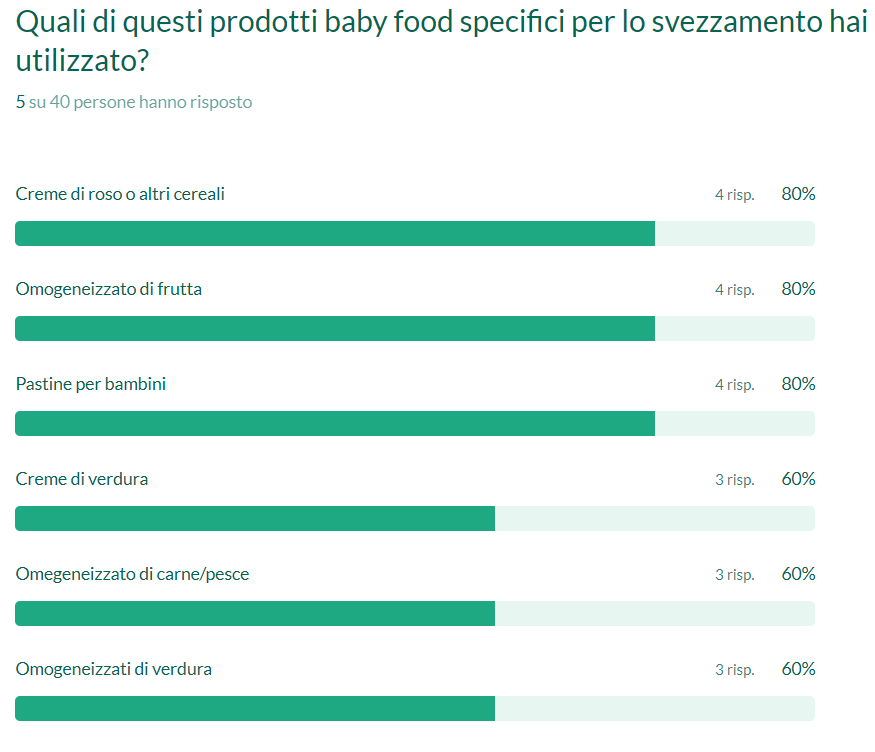 Quali di questi prodotti baby food specifici per lo svezzamento hai
utilizzato?
5 su 40 persone hanno risposto
Creme di roso o altri cereali 4 risp. 80%
Omogeneizzato di frutta 4 risp. 80%
Pastine per bambini 4 risp. 80%
Creme di verdura 3 risp. 60%
Omegeneizzato di carne/pesce 3 risp. 60%
Omogeneizzati di verdura 3 risp. 60%